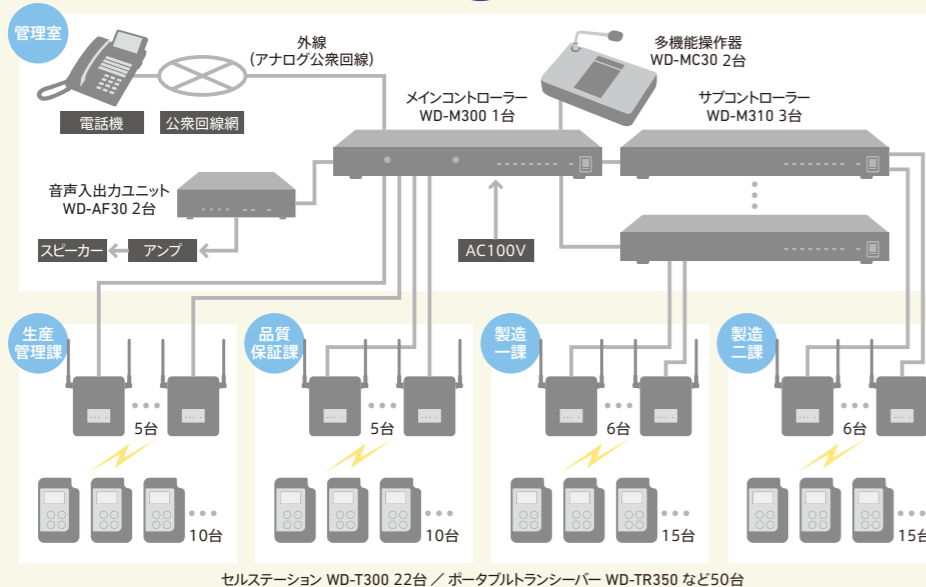 管理室
外線
(アナログ公衆回線)
多機能操作器
WD-MC30 2台
電話機
公衆回線網
メインコントローラー
WD-M300 1台
サブコントローラー
WD-M310 3台
音声入出力ユニット
WD-AF30 2台
スピーカー
アンプ
AC100V
生産
管理課
品質
保証課
製造
一課
製造
二課
5台
5台
6台
6台
10台
10台
15台
15台
セルステーション WD-T300 22台 ／ ポータブルトランシーバー WD-TR350 など50台